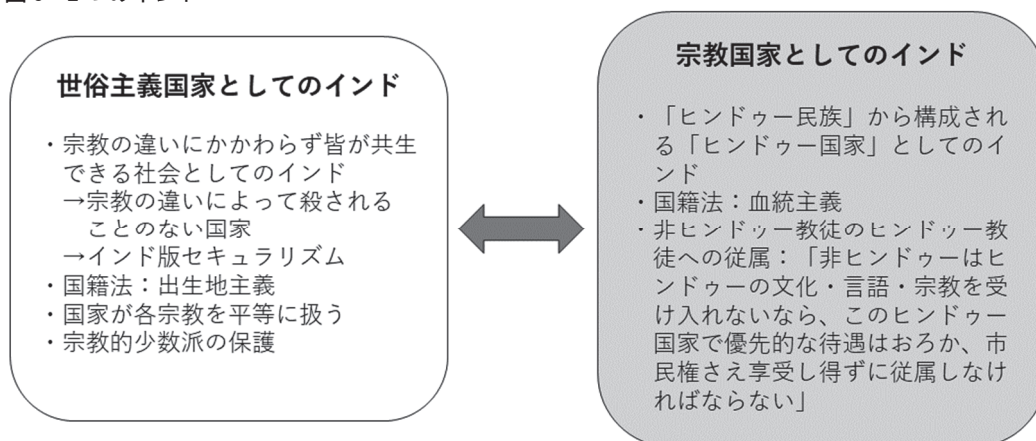 世俗主義国家としてのインド
・宗教の違いにかかわらず皆が共生
できる社会としてのインド
→宗教の違いによって殺される
ことのない国家
→インド版セキュラリズム
・国籍法：出生地主義
・国家が各宗教を平等に扱う
・宗教的少数派の保護
宗教国家としてのインド
・「ヒンドゥー民族」から構成され
る「ヒンドゥー国家」としてのイ
ンド
・国籍法：血統主義
・非ヒンドゥー教徒のヒンドゥー教
徒への従属：「非ヒンドゥーはヒ
ンドゥーの文化・言語・宗教を受
け入れないなら、このヒンドゥー
国家で優先的な待遇はおろか、市
民権さえ享受し得ずに従属しなけ
ればならない」